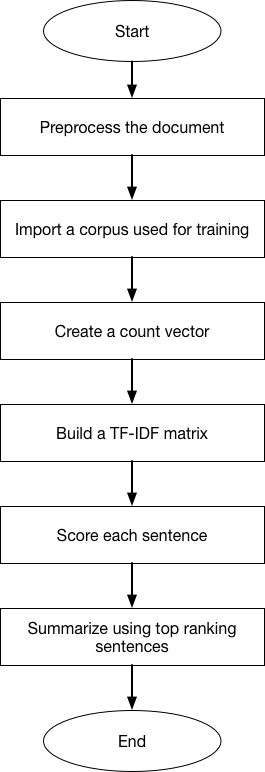 Start
Preprocess the document
Import a corpus used for training
Create a count vector
Build a TF-IDF matrix
Score each sentence
Summarize using top ranking
sentences
End